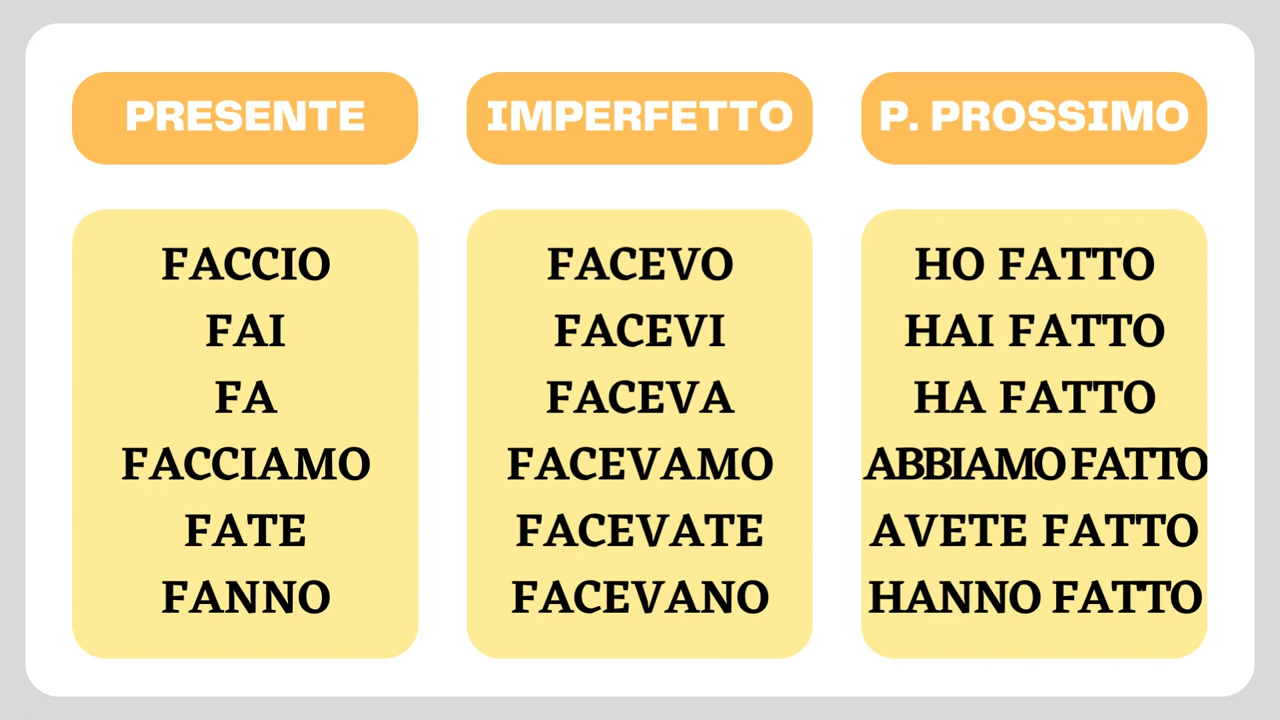 PRESENTE
FACCIO
FAI
FA
FACCIAMO
FATE
FANNO
IMPERFETTO
FACEVO
FACEVI
FACEVA
FACEVAMO
FACEVATE
FACEVANO
P. PROSSIMO
HO FATTO
HAI FATTO
HA FATTO
ABBIAMO FATTO
AVETE FATTO
HANNO FATTO